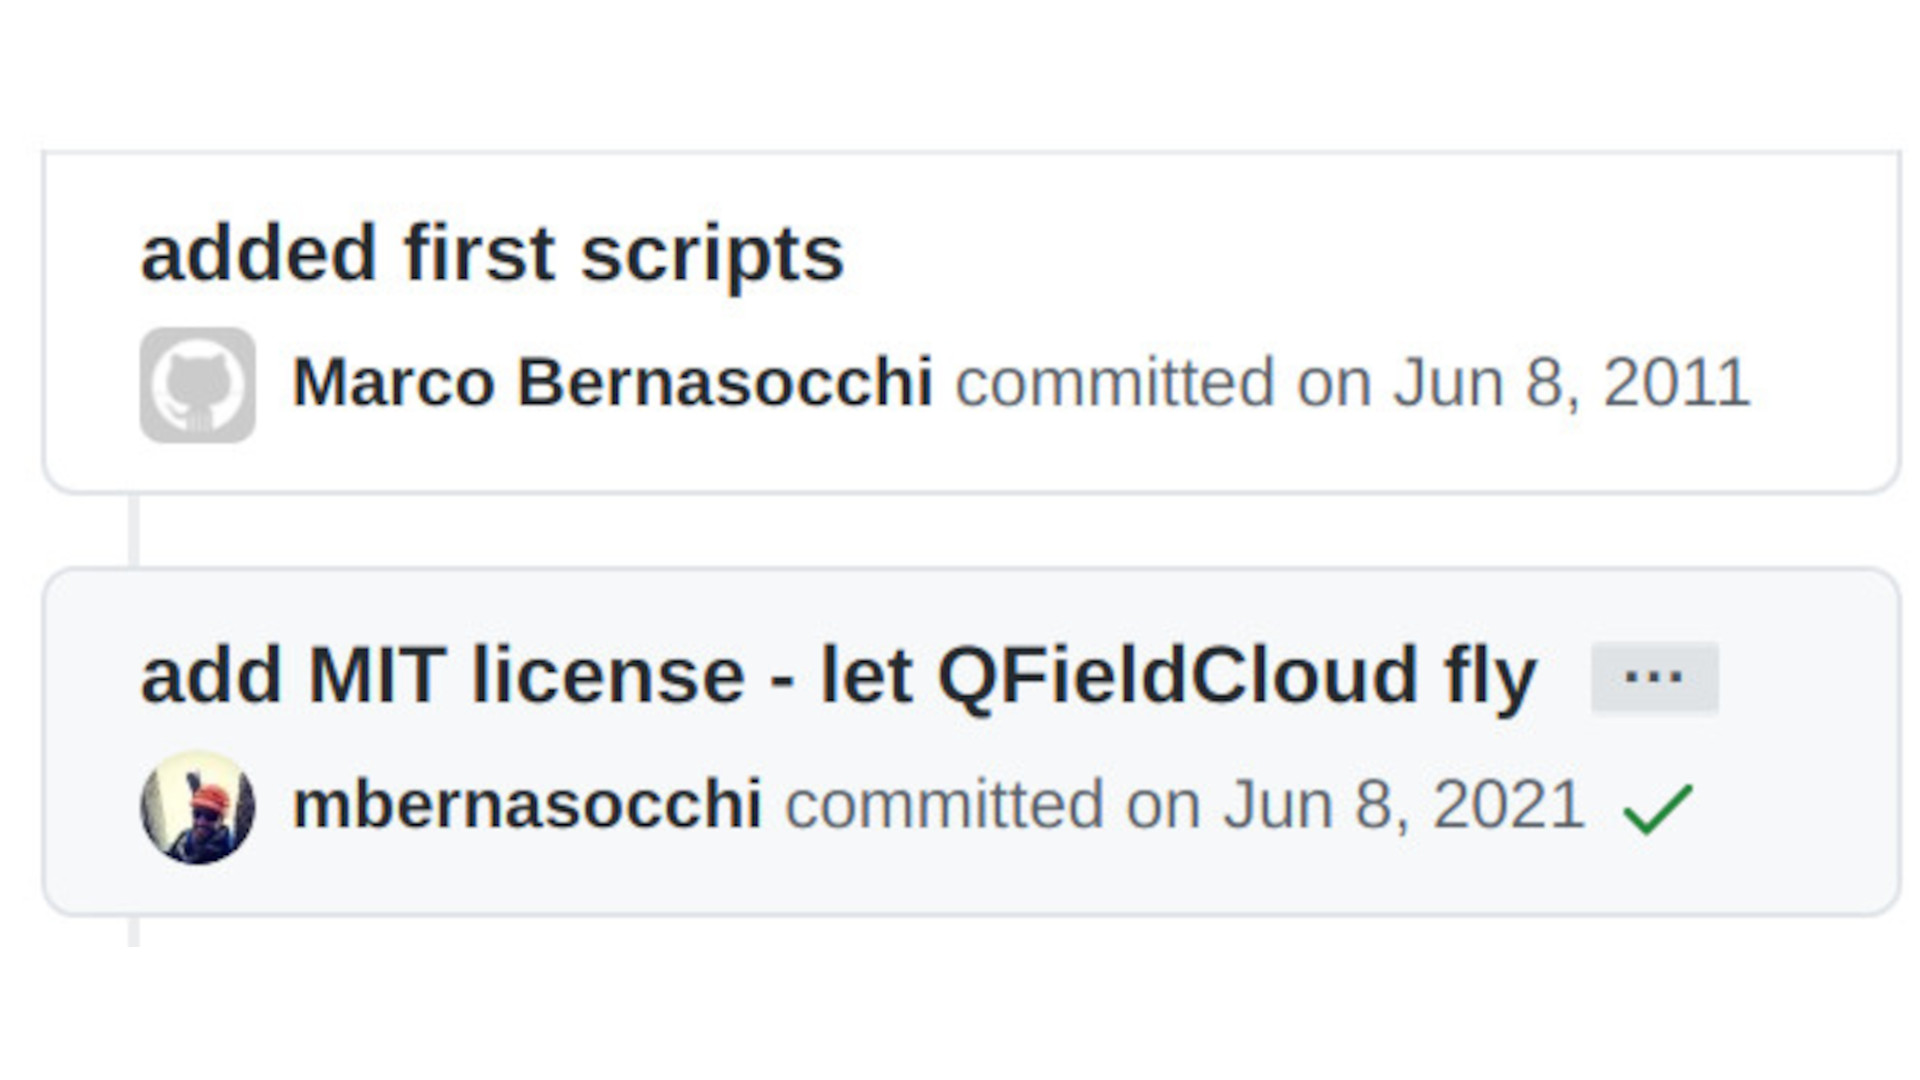 added first scripts
Marco Bernasocchi committed on Jun 8, 2011
add MIT license - let QFieldCloud fly ...
mbernasocchi committed on Jun 8, 2021